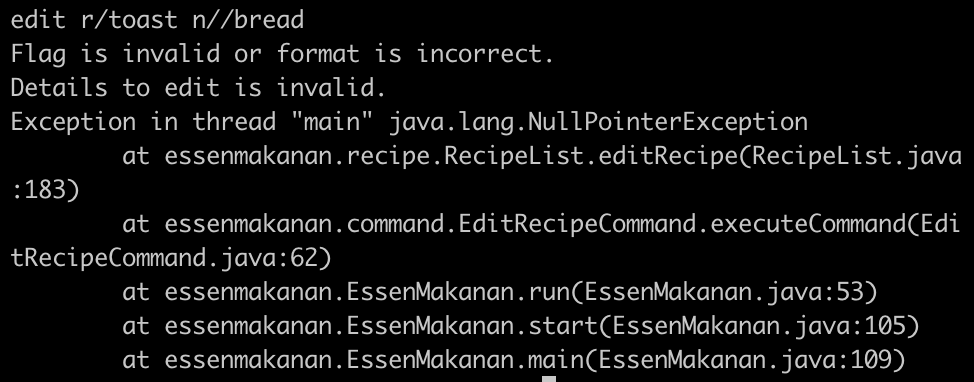 edit r/toast n//bread
Flag is invalid or format is incorrect.
Details to edit is invalid.
Exception in thread "main" java.lang.NullPointerException
        at essenmakanan.recipe.RecipeList.editRecipe(RecipeList.java
:183)
        at essenmakanan.command.EditRecipeCommand.executeCommand(Edi
tRecipeCommand.java:62)
        at essenmakanan.EssenMakanan.run(EssenMakanan.java:53)
        at essenmakanan.EssenMakanan.start(EssenMakanan.java:105)
        at essenmakanan.EssenMakanan.main(EssenMakanan.java:109)